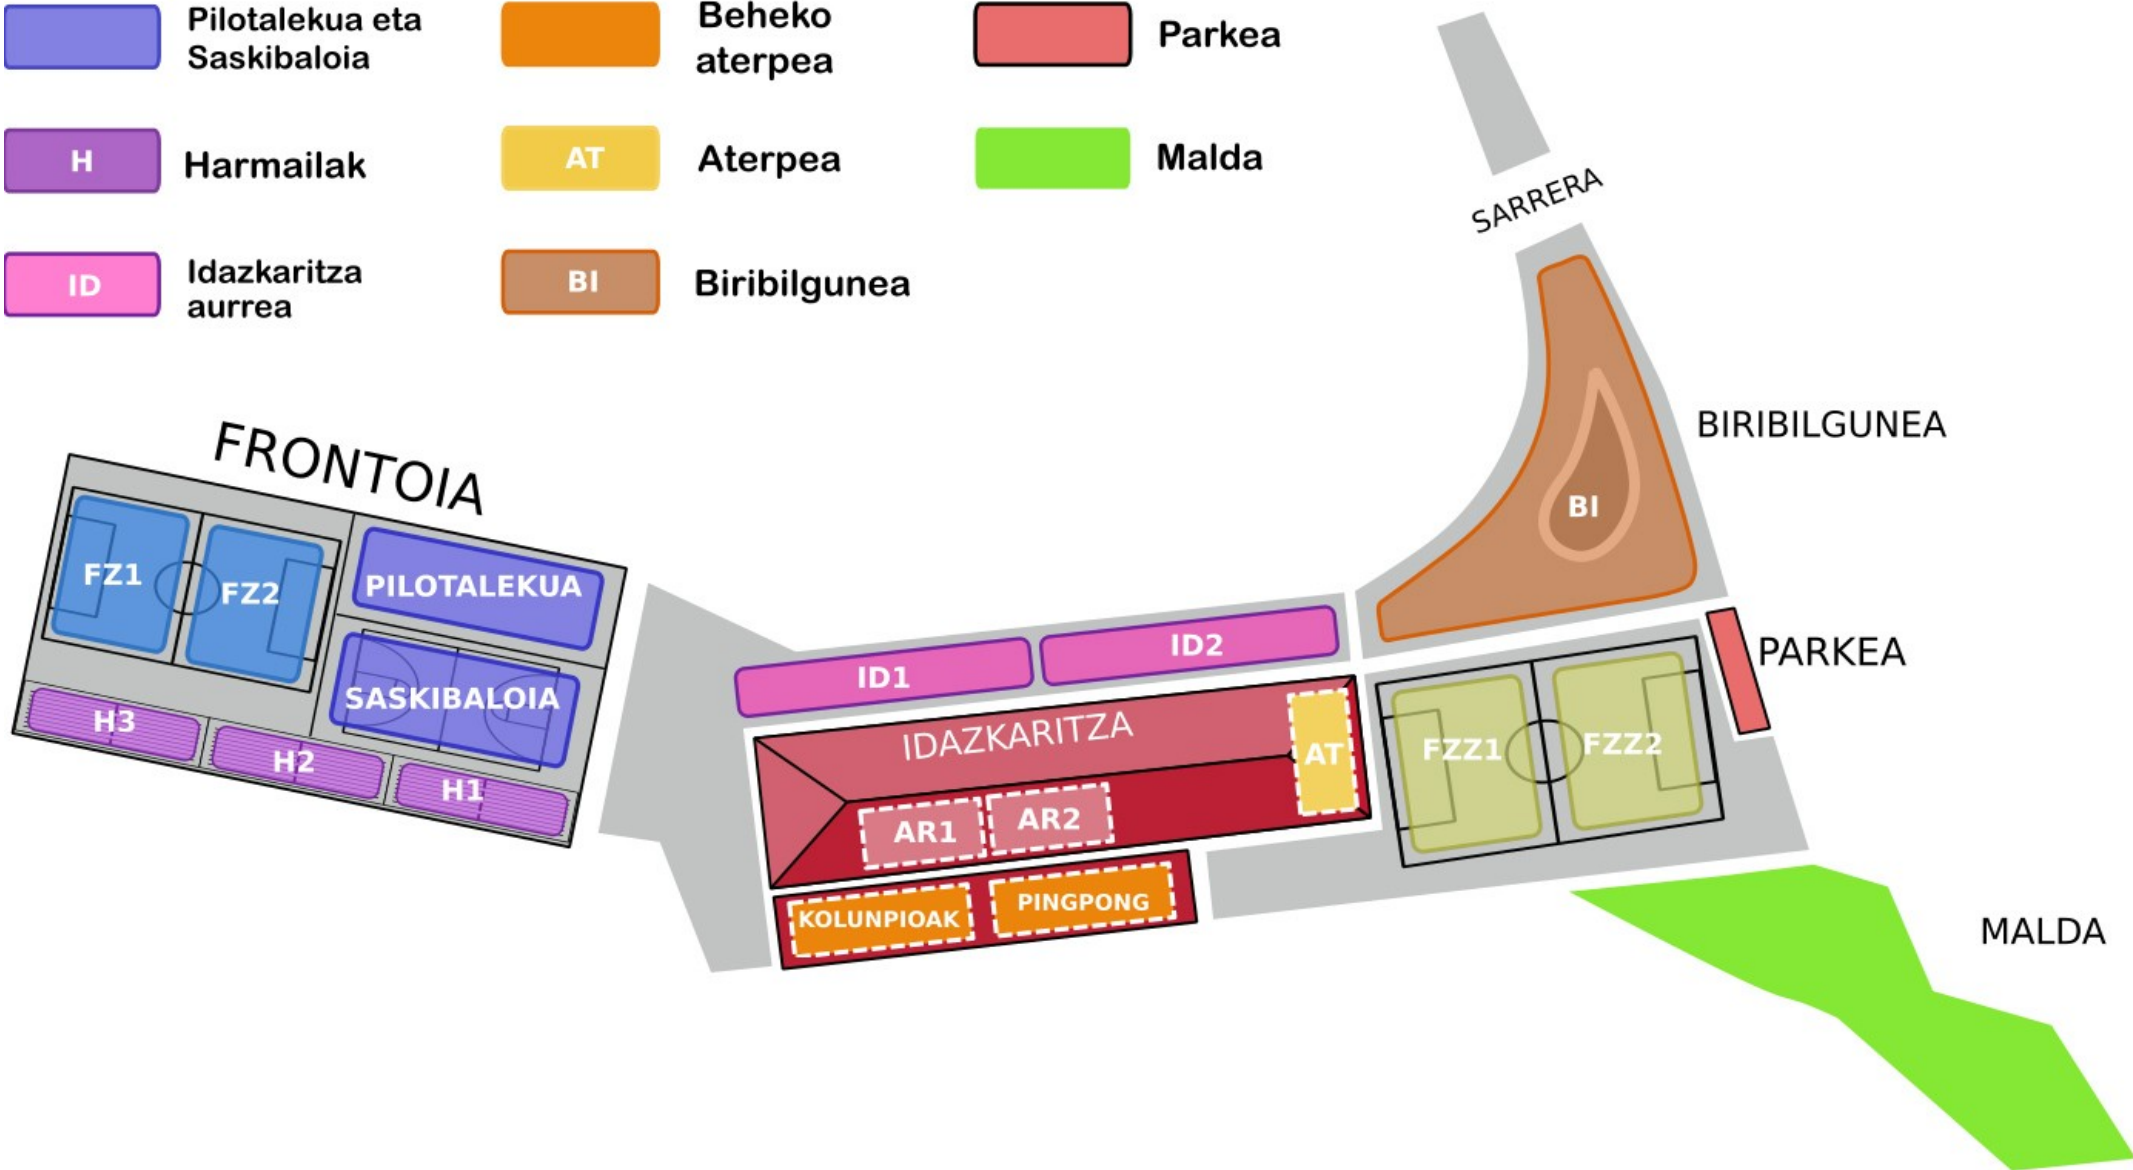 Pilotalekua eta
Saskibaloia
Beheko
aterpea
Parkea
H
Harmailak
AT
Aterpea
Malda
ID
Idazkaritza
aurrea
BI
Biribilgunea
SARRERA
BIRIBILGUNEA
BI
FRONTOIA
FZ1
FZ2
PILOTALEKUA
SASKIBALOIA
H3
H2
H1
ID1
ID2
PARKEA
IDAZKARITZA
AT
FZZ1
FZZ2
AR1
AR2
KOLUNPIOAK
PINGPONG
MALDA